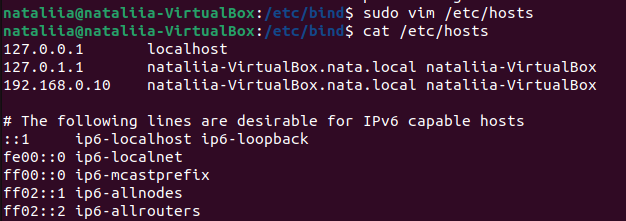 nataliia@nataliia-VirtualBox:/etc/bind$ sudo vim /etc/hosts
nataliia@nataliia-VirtualBox:/etc/bind$ cat /etc/hosts
127.0.0.1       localhost
127.0.1.1       nataliia-VirtualBox.nata.local nataliia-VirtualBox
192.168.0.10    nataliia-VirtualBox.nata.local nataliia-VirtualBox

# The following lines are desirable for IPv6 capable hosts
::1     ip6-localhost ip6-loopback
fe00::0 ip6-localnet
ff00::0 ip6-mcastprefix
ff02::1 ip6-allnodes
ff02::2 ip6-allrouters